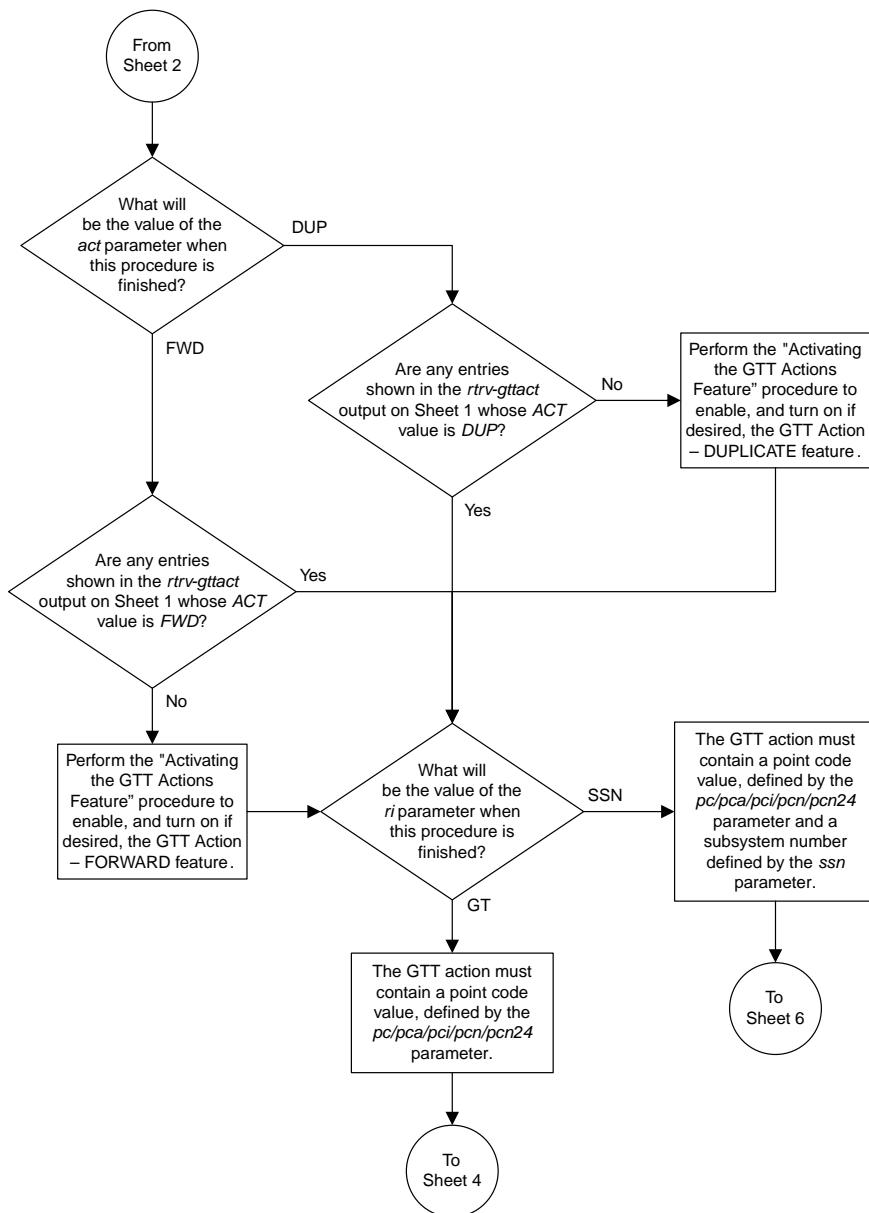 From
Sheet 2
What will
be the value of the
act parameter when
this procedure is
finished?
DUP
FWD
Are any entries
shown in the rtrv-gttact
output on Sheet 1 whose ACT
value is DUP?
No
Yes
Perform the "Activating
the GTT Actions
Feature” procedure to
enable, and turn on if
desired, the GTT Action
– DUPLICATE feature.
Are any entries
shown in the rtrv-gttact
output on Sheet 1 whose ACT
value is FWD?
Yes
No
Perform the "Activating
the GTT Actions
Feature” procedure to
enable, and turn on if
desired, the GTT Action
– FORWARD feature.
What will
be the value of the
ri parameter when
this procedure is
finished?
SSN
GT
The GTT action must
contain a point code
value, defined by the
pc/pca/pci/pcn/pcn24
parameter and a
subsystem number
defined by the ssn
parameter.
The GTT action must
contain a point code
value, defined by the
pc/pca/pci/pcn/pcn24
parameter.
To
Sheet 6
To
Sheet 4